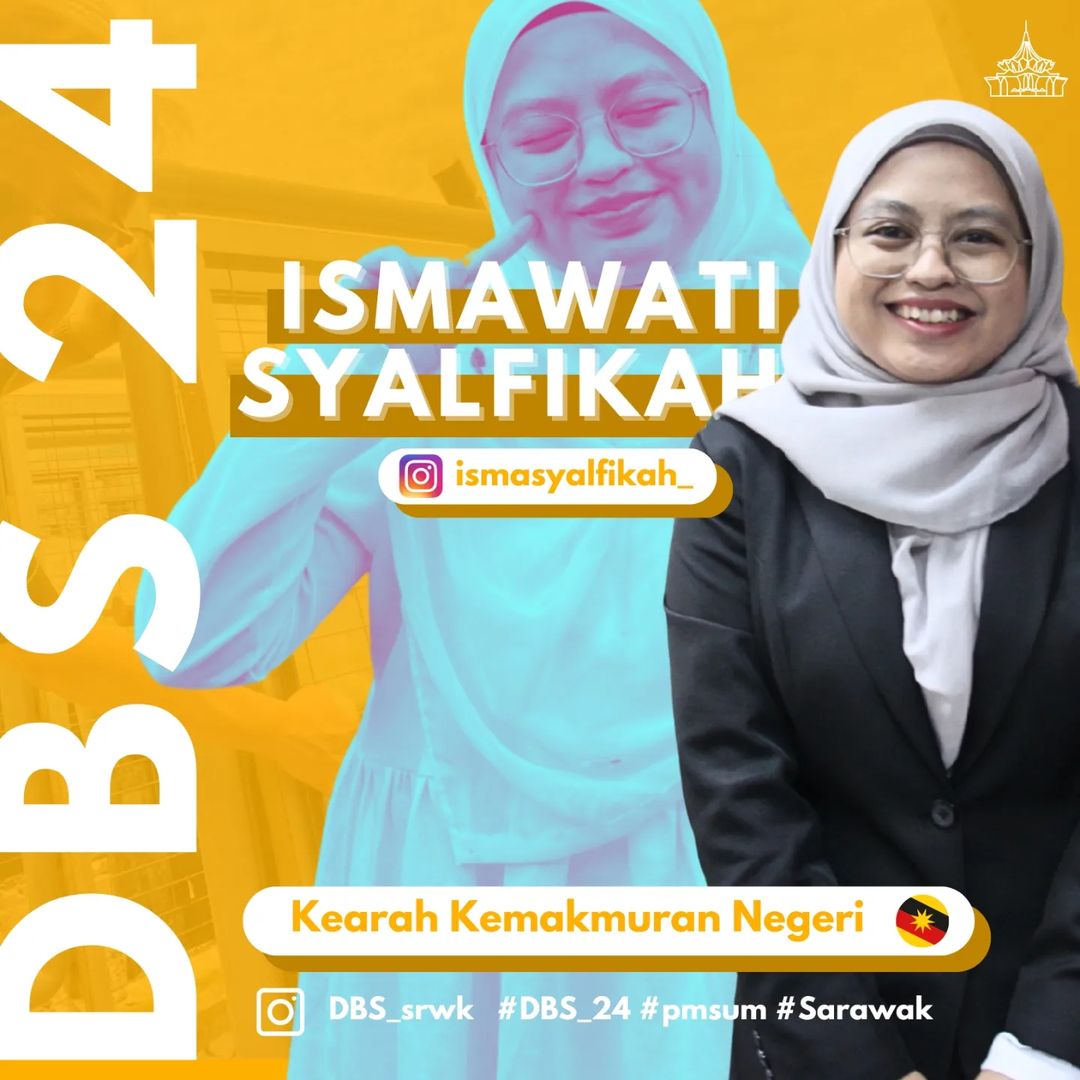 DBS 24
ISMAWATI
SYALFIKAH
ismasyalfikah_
Kearah Kemakmuran Negeri
DBS_srwk #DBS_24 #pmsum #Sarawak